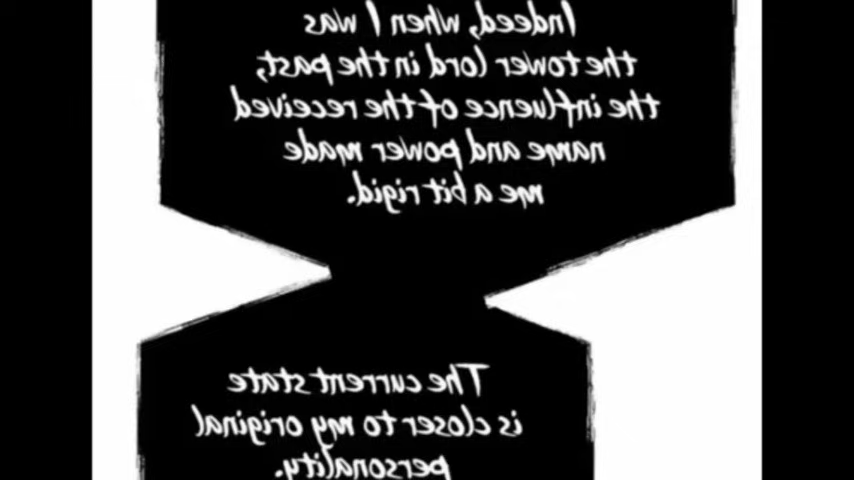 Indeed, when I was
the tower lord in the past,
the influence of the received
name and power made
me a bit rigid.
The current state
is closer to my original
personality.